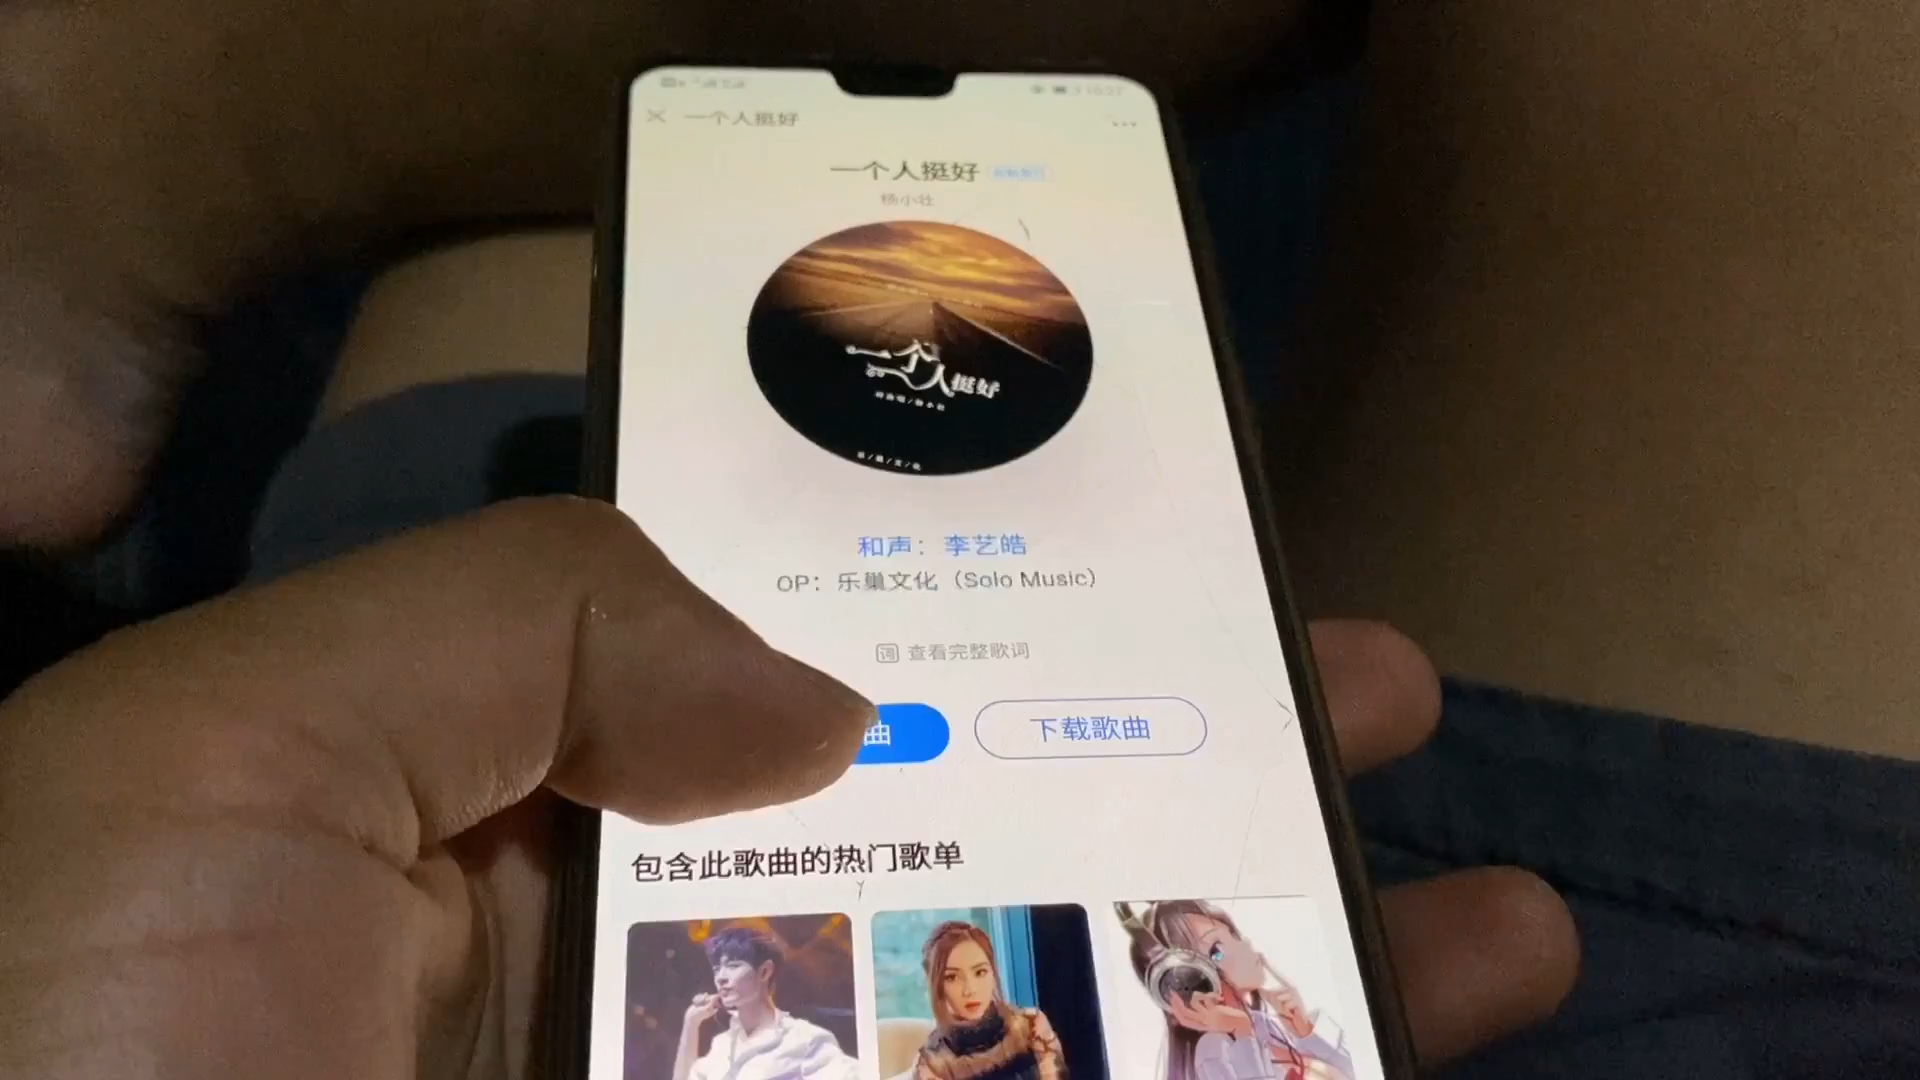 一个人挺好
一个人挺好
杨小壮
一个人挺好
和声：李艺皓
OP：乐巢文化（Solo Music）
词 查看完整歌词
曲
下载歌曲
包含此歌曲的热门歌单